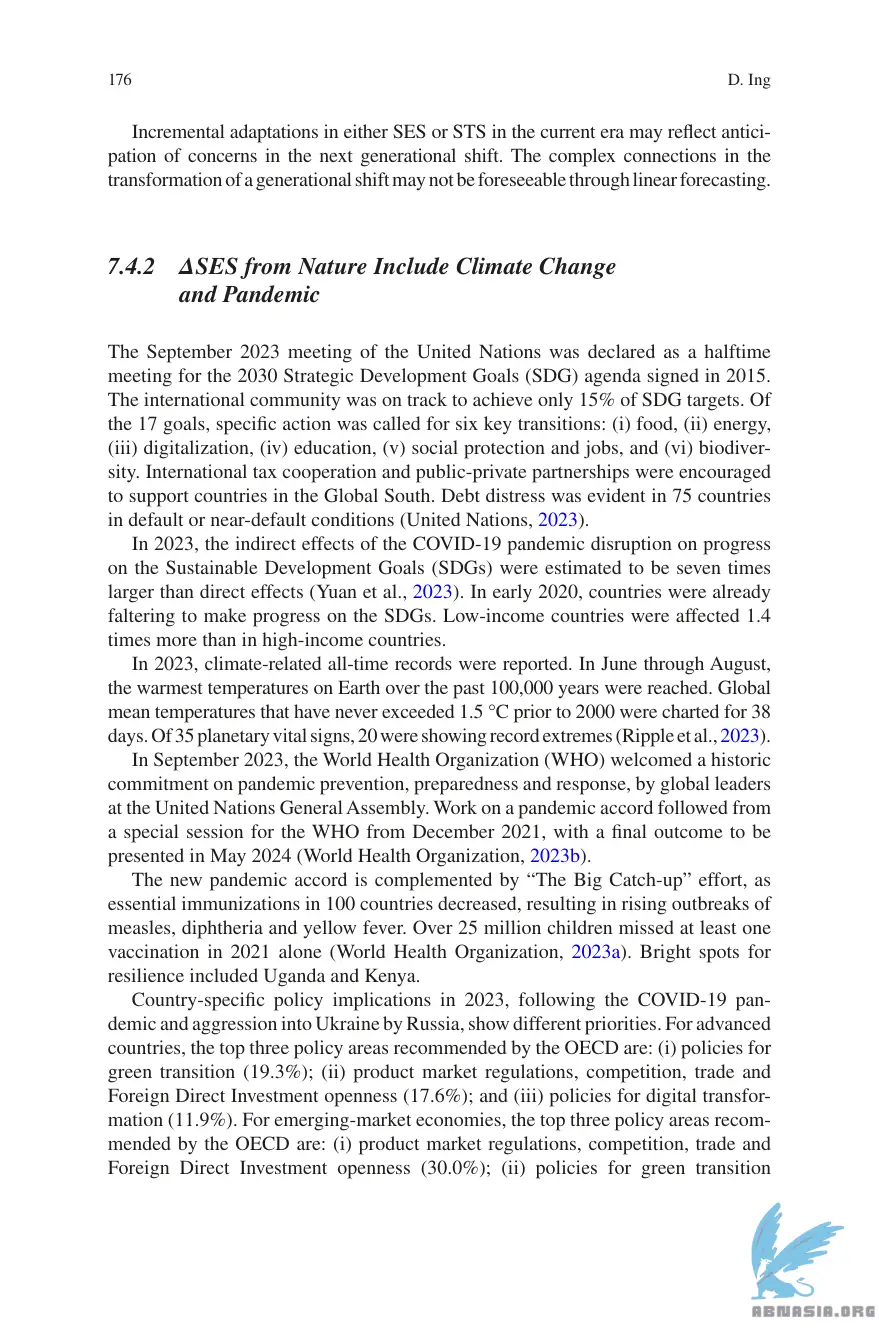 176
D. Ing
Incremental adaptations in either SES or STS in the current era may reflect antici-
pation of concerns in the next generational shift. The complex connections in the
transformation of a generational shift may not be foreseeable through linear forecasting.
7.4.2 ΔSES from Nature Include Climate Change
and Pandemic
The September 2023 meeting of the United Nations was declared as a halftime
meeting for the 2030 Strategic Development Goals (SDG) agenda signed in 2015.
The international community was on track to achieve only 15% of SDG targets. Of
the 17 goals, specific action was called for six key transitions: (i) food, (ii) energy,
(iii) digitalization, (iv) education, (v) social protection and jobs, and (vi) biodiver-
sity. International tax cooperation and public-private partnerships were encouraged
to support countries in the Global South. Debt distress was evident in 75 countries
in default or near-default conditions (United Nations, 2023).
In 2023, the indirect effects of the COVID-19 pandemic disruption on progress
on the Sustainable Development Goals (SDGs) were estimated to be seven times
larger than direct effects (Yuan et al., 2023). In early 2020, countries were already
faltering to make progress on the SDGs. Low-income countries were affected 1.4
times more than in high-income countries.
In 2023, climate-related all-time records were reported. In June through August,
the warmest temperatures on Earth over the past 100,000 years were reached. Global
mean temperatures that have never exceeded 1.5 °C prior to 2000 were charted for 38
days. Of 35 planetary vital signs, 20 were showing record extremes (Ripple et al., 2023).
In September 2023, the World Health Organization (WHO) welcomed a historic
commitment on pandemic prevention, preparedness and response, by global leaders
at the United Nations General Assembly. Work on a pandemic accord followed from
a special session for the WHO from December 2021, with a final outcome to be
presented in May 2024 (World Health Organization, 2023b).
The new pandemic accord is complemented by “The Big Catch-up” effort, as
essential immunizations in 100 countries decreased, resulting in rising outbreaks of
measles, diphtheria and yellow fever. Over 25 million children missed at least one
vaccination in 2021 alone (World Health Organization, 2023a). Bright spots for
resilience included Uganda and Kenya.
Country-specific policy implications in 2023, following the COVID-19 pan-
demic and aggression into Ukraine by Russia, show different priorities. For advanced
countries, the top three policy areas recommended by the OECD are: (i) policies for
green transition (19.3%); (ii) product market regulations, competition, trade and
Foreign Direct Investment openness (17.6%); and (iii) policies for digital transfor-
mation (11.9%). For emerging-market economies, the top three policy areas recom-
mended by the OECD are: (i) product market regulations, competition, trade and
Foreign Direct Investment openness (30.0%); (ii) policies for green transition
ABNASIA.ORG